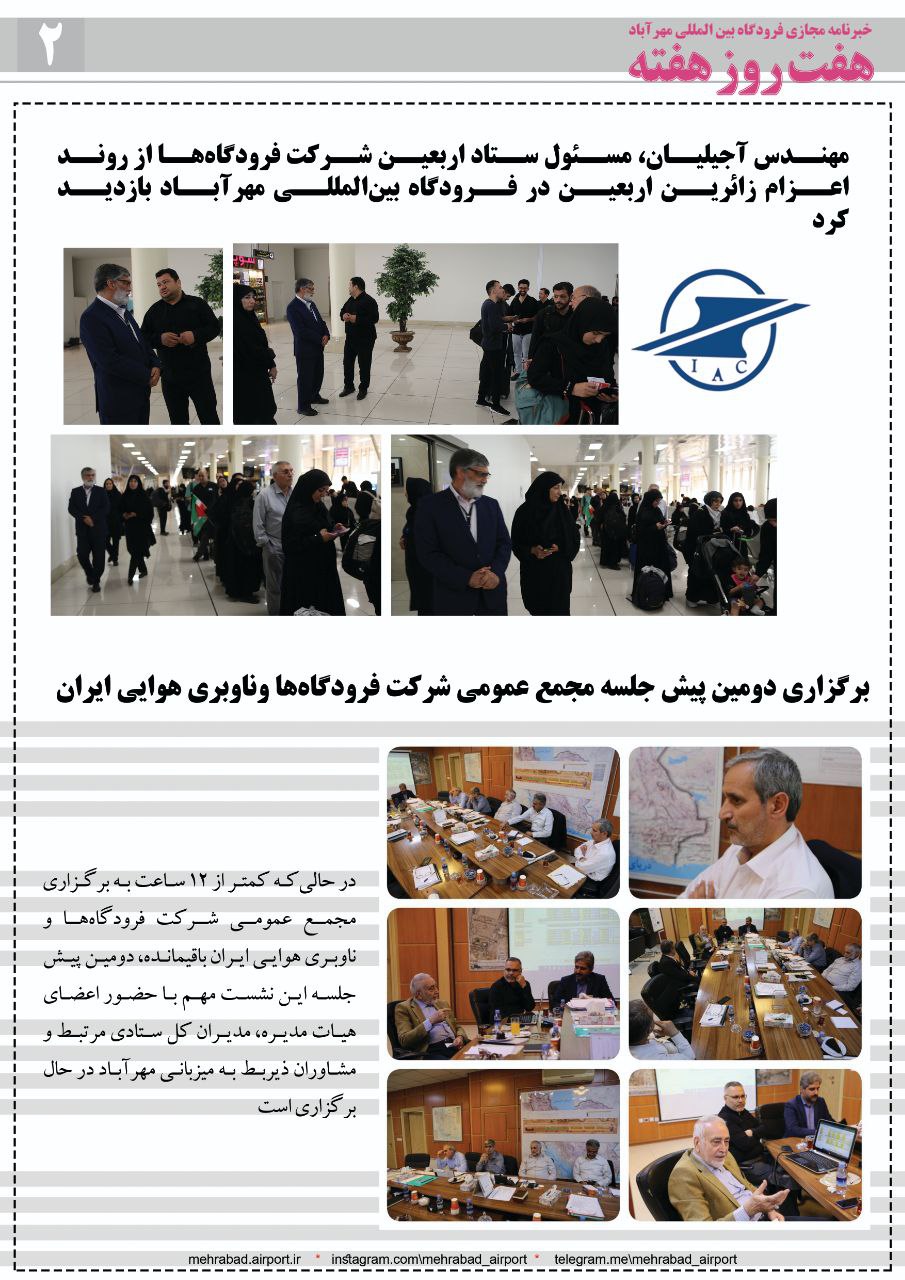 خبرنامه مجازی فرودگاه بین المللی مهرآباد
هفت روز هفته
۲
مهندس آجیلیان، مسئول ستاد اربعین شرکت فرودگاه‌ها از روند
اعزام زائرین اربعین در فرودگاه بین‌المللی مهرآباد بازدید
کرد
IAC
برگزاری دومین پیش جلسه مجمع عمومی شرکت فرودگاه‌ها وناوبری هوایی ایران
در حالی‌که کمتر از ۱۲ ساعت به برگزاری
مجمع عمومی شرکت فرودگاه‌ها و
ناوبری هوایی ایران باقیمانده، دومین پیش
جلسه این نشست مهم با حضور اعضای
هیات مدیره، مدیران کل ستادی مرتبط و
مشاوران ذیربط به میزبانی مهرآباد در حال
برگزاری است
mehrabad.airport.ir * instagram.com\mehrabad_airport * telegram.me\mehrabad_airport